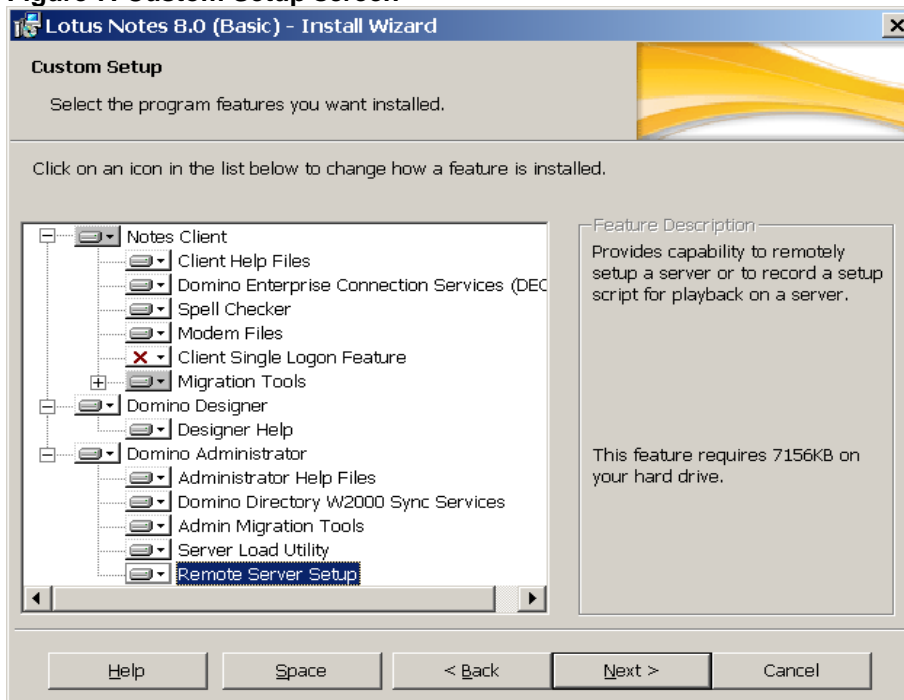 Lotus Notes 8.0 (Basic) - Install Wizard
Custom Setup
Select the program features you want installed.
Click on an icon in the list below to change how a feature is installed.
Notes Client
Client Help Files
Domino Enterprise Connection Services (DEC
Spell Checker
Modem Files
Client Single Logon Feature
Migration Tools
Domino Designer
Designer Help
Domino Administrator
Administrator Help Files
Domino Directory W2000 Sync Services
Admin Migration Tools
Server Load Utility
Remote Server Setup
Feature Description
Provides capability to remotely
setup a server or to record a setup
script for playback on a server.
This feature requires 7156KB on
your hard drive.
Help
Space
< Back
Next >
Cancel